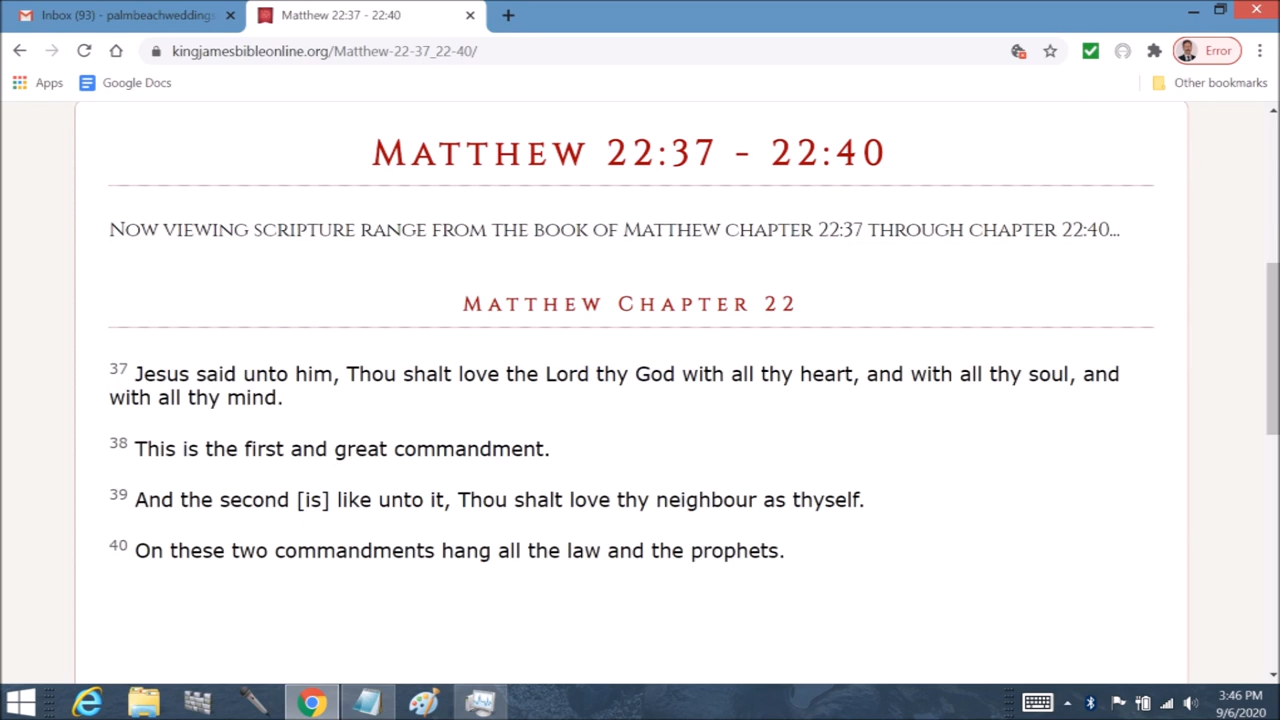 Inbox (93) - palmbeachwedding
Matthew 22:37 - 22:40
kingjamesbibleonline.org/Matthew-22-37_22-40/
Error
Apps
Google Docs
Other bookmarks
Matthew 22:37 - 22:40
Now viewing scripture range from the book of Matthew chapter 22:37 through chapter 22:40...
Matthew Chapter 22
37 Jesus said unto him, Thou shalt love the Lord thy God with all thy heart, and with all thy soul, and
with all thy mind.
38 This is the first and great commandment.
39 And the second [is] like unto it, Thou shalt love thy neighbour as thyself.
40 On these two commandments hang all the law and the prophets.
3:46 PM
9/6/2020